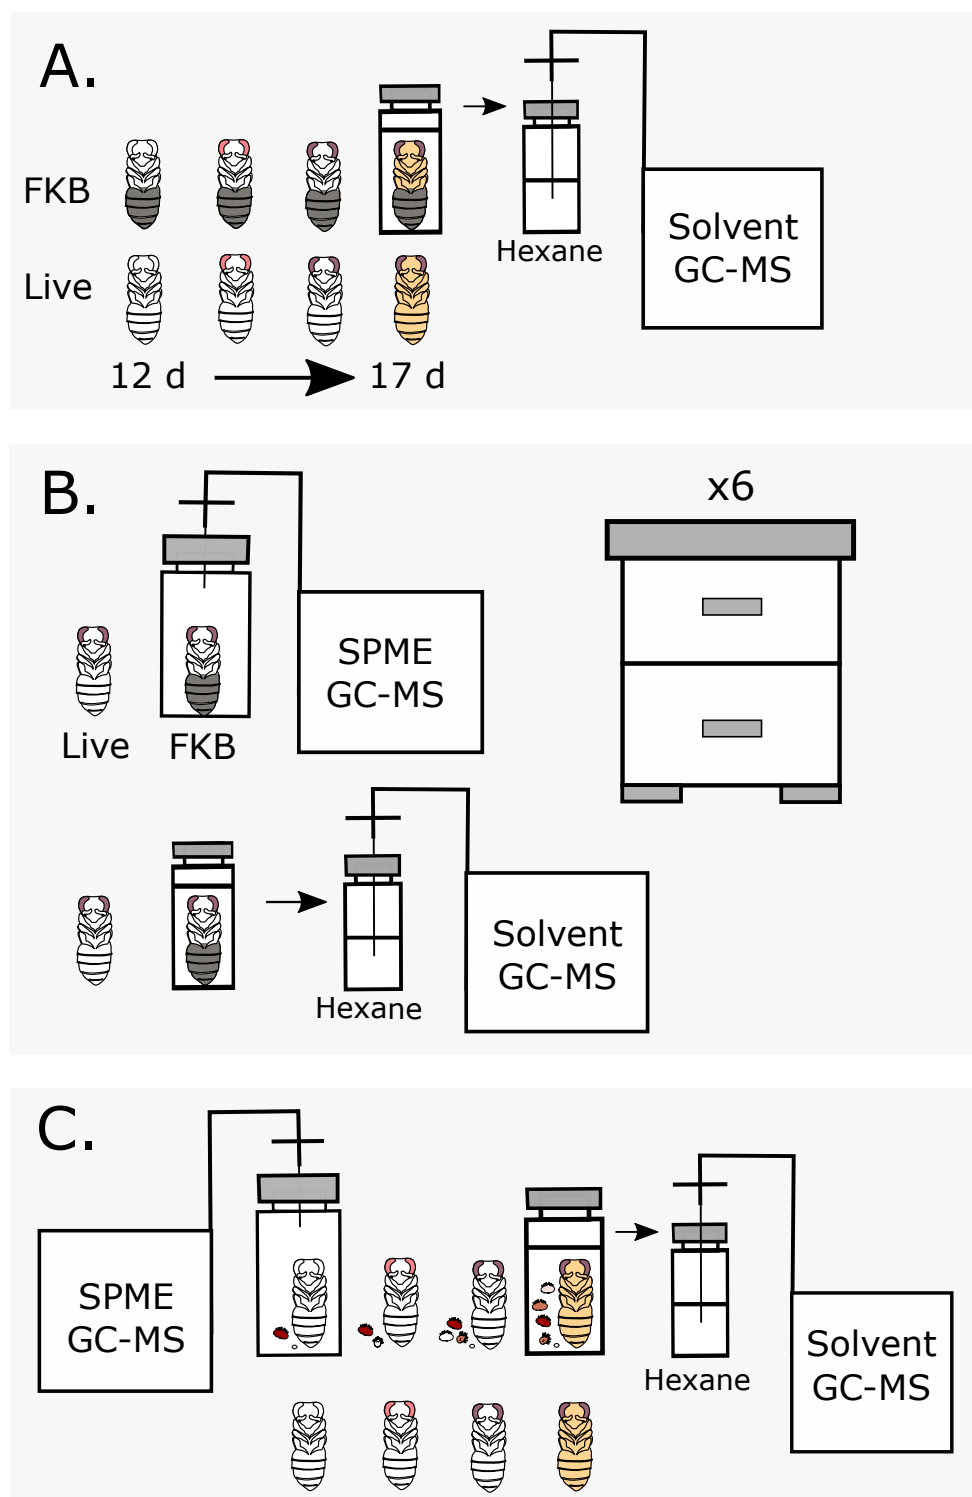 A.
FKB
Live
12 d
17 d
Hexane
Solvent
GC-MS
B.
x6
SPME
GC-MS
Live
FKB
Hexane
Solvent
GC-MS
C.
SPME
GC-MS
Hexane
Solvent
GC-MS